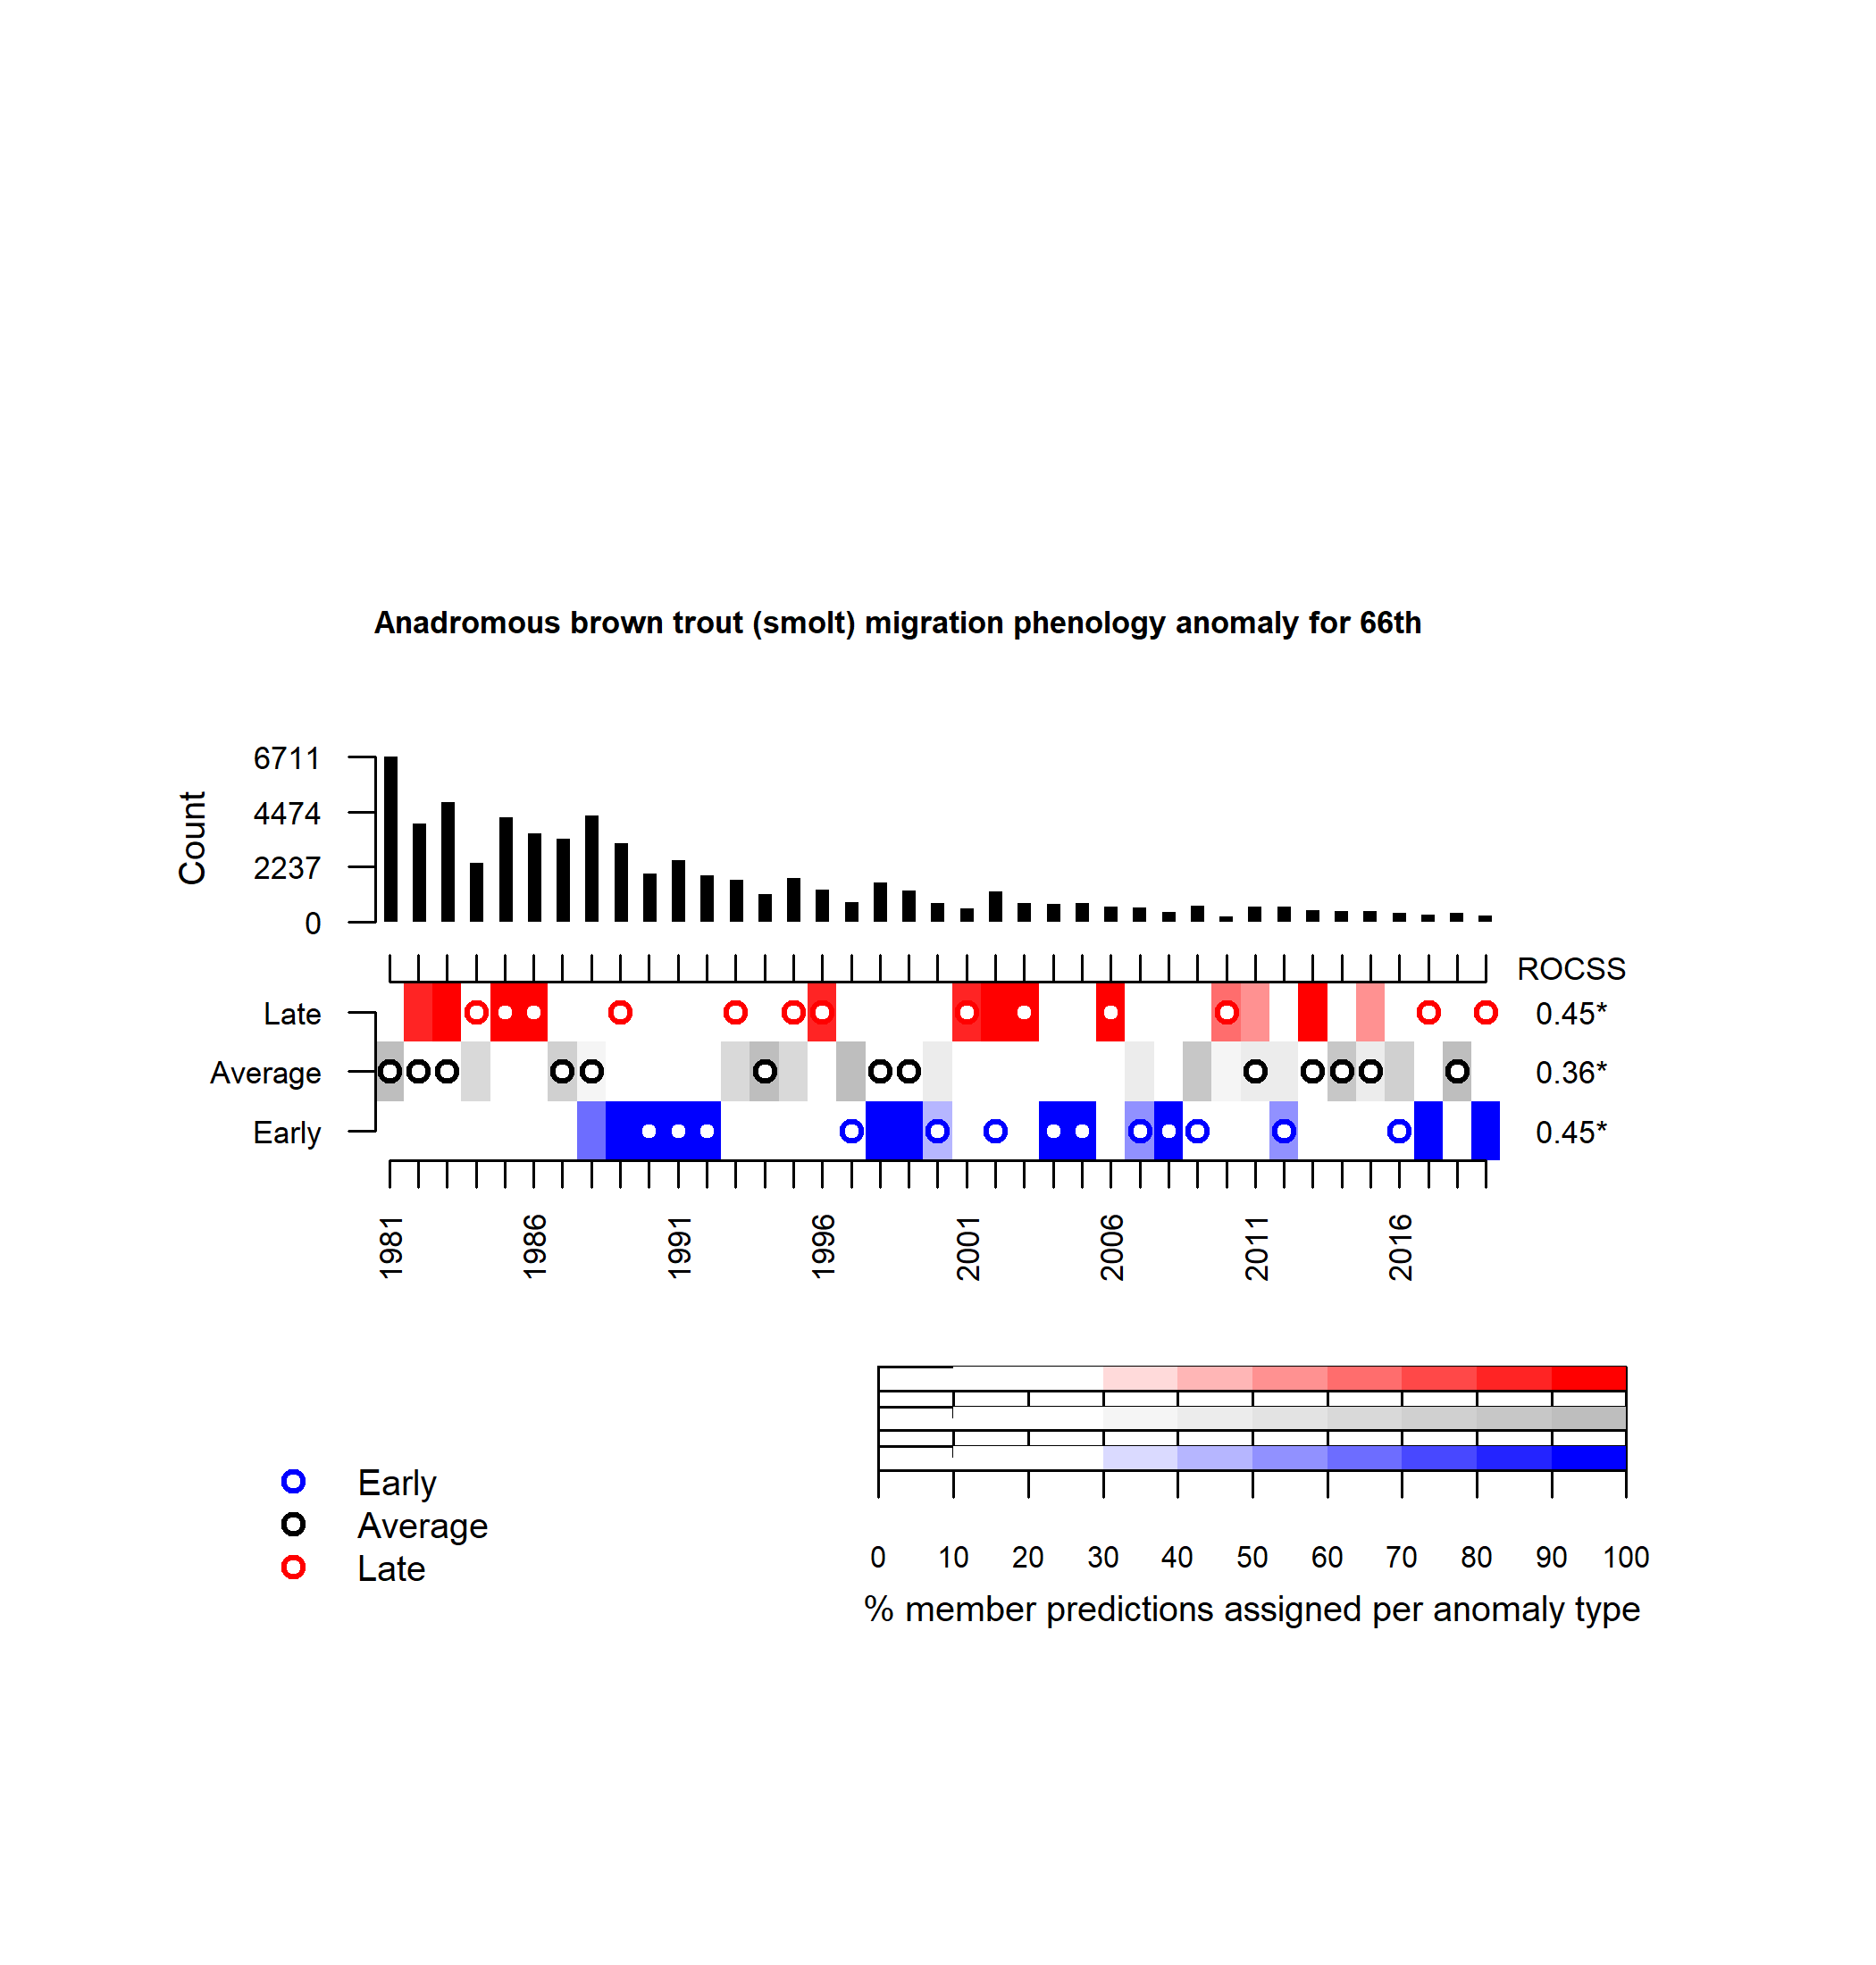 Anadromous brown trout (smolt) migration phenology anomaly for 66th
Count
6711
4474
2237
0
ROCSS
Late
0.45*
Average
0.36*
Early
0.45*
1981 1986 1991 1996 2001 2006 2011 2016
Early
Average
Late
0 10 20 30 40 50 60 70 80 90 100
% member predictions assigned per anomaly type